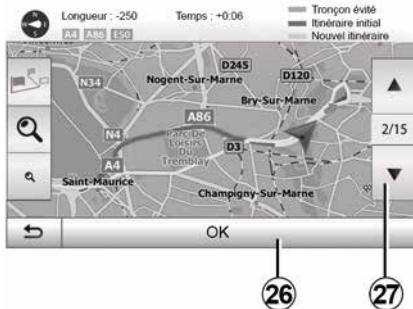 Longueur : -250 Temps : +0:06
Tronçon évité
Itinéraire initial
Nouvel itinéraire
A4 A86 E50
N
D245
D120
N34
Nogent-Sur-Marne
Bry-Sur-Marne
A86
2/15
N4
Parc De
Loisirs
Du
Tremblay
D3
A4
Saint-Maurice
Champigny-Sur-Marne
OK
26
27